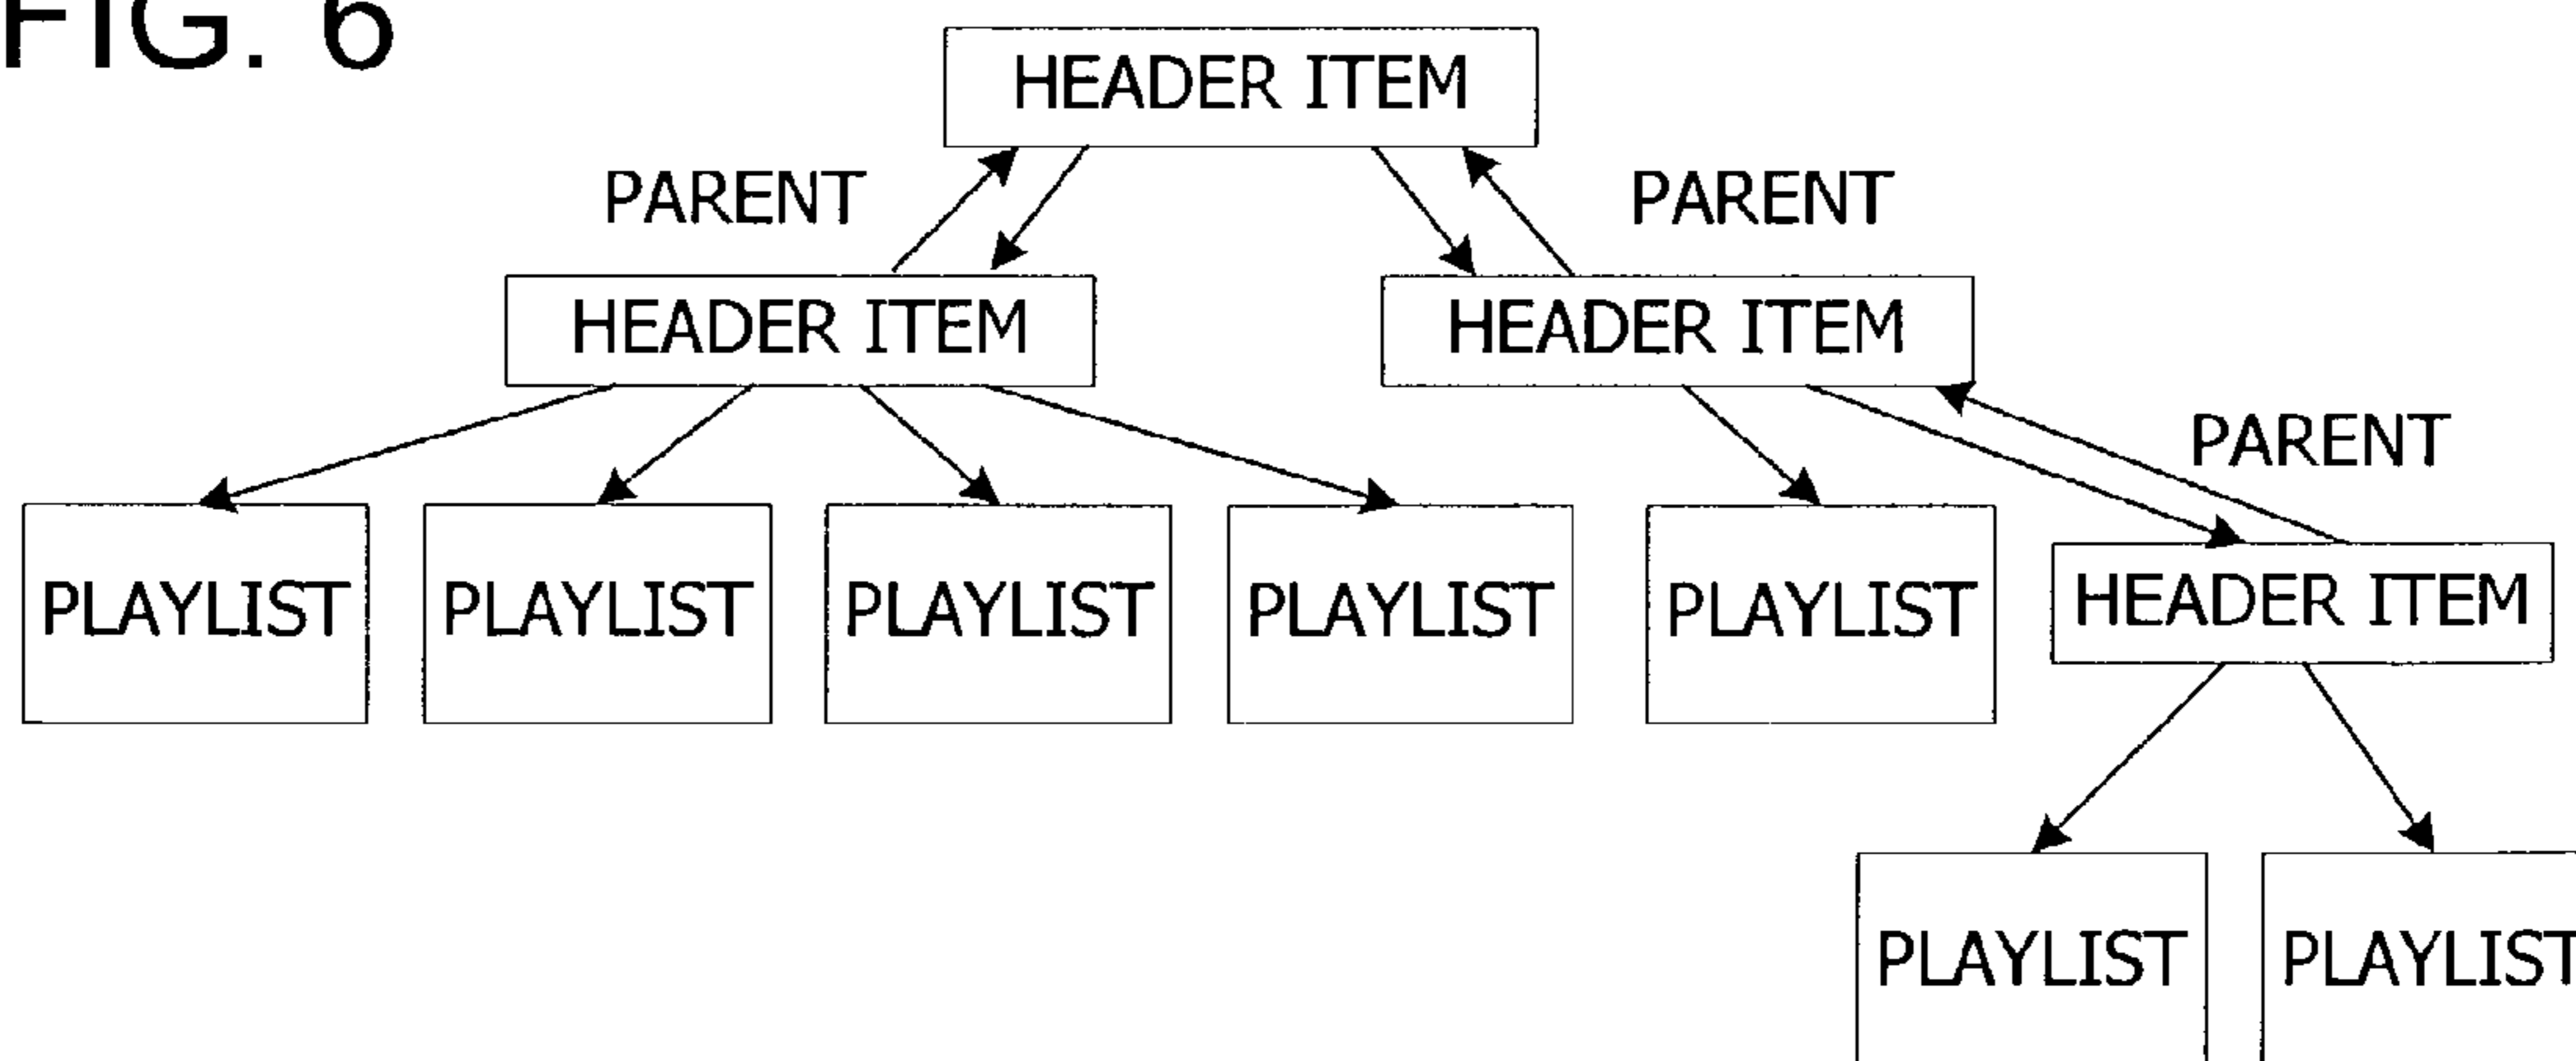 FIG. 6
HEADER ITEM
PARENT
PARENT
HEADER ITEM
HEADER ITEM
PARENT
PLAYLIST
PLAYLIST
PLAYLIST
PLAYLIST
PLAYLIST
HEADER ITEM
PLAYLIST
PLAYLIST